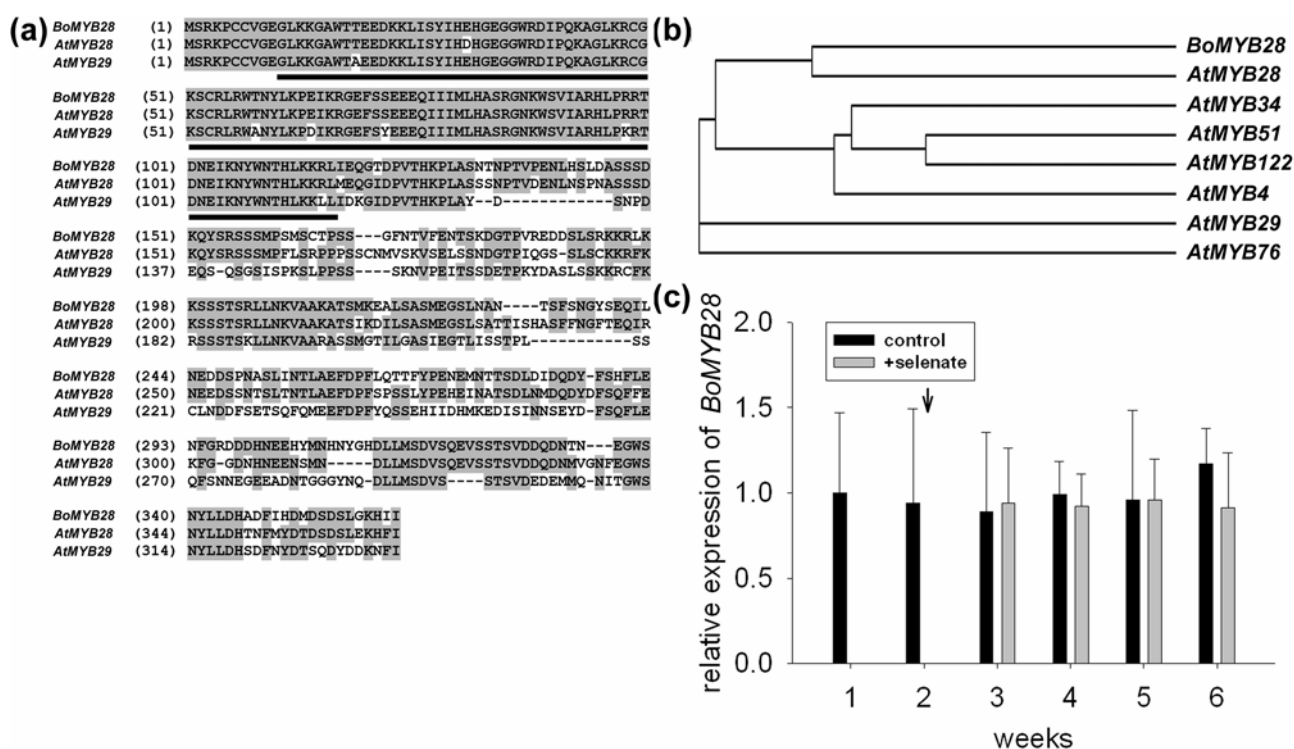 (a)
BoMYB28 (1) MSRKPCCVGEGLKKGAWTTEEDKKLISYIHEHGEGGWRDIPQKAGLKRCG
AtMYB28 (1) MSRKPCCVGEGLKKGAWTTEEDKKLISYIHDHGEGGWRDIPQKAGLKRCG
AtMYB29 (1) MSRKPCCVGEGLKKGAWTAEEDKKLISYIHEHGEGGWRDIPQKAGLKRCG
BoMYB28 (51) KSCRLRWTNYLKPEIKRGEFSSEEEQIIIMLHASRGNKWSVIARHLPRRT
AtMYB28 (51) KSCRLRWTNYLKPEIKRGEFSSEEEQIIIMLHASRGNKWSVIARHLPRRT
AtMYB29 (51) KSCRLRWANYLKPDIKRGEFSYEEEQIIIMLHASRGNKWSVIARHLPKRT
BoMYB28 (101) DNEIKNYWNTHLKKRLIEQGTDPVTHKPLASNTNPTVPENLHSLDASSSD
AtMYB28 (101) DNEIKNYWNTHLKKRLMEQGIDPVTHKPLASSSNPTVDENLNSPNASSSD
AtMYB29 (101) DNEIKNYWNTHLKKLLIDKGIDPVTHKPLAY--D------------SNPD
BoMYB28 (151) KQYSRSSSMPSMSCTPSS---GFNTVFENTSKDGTPVREDDSLSRKKRLK
AtMYB28 (151) KQYSRSSSMPFLSRPPPSSCNMVSKVSELSSNDGTPIQGS-SLSCKKRFK
AtMYB29 (137) EQS-QSGSISPKSLPPSS----SKNVPEITSSDETPKYDASLSSKKRCFK
BoMYB28 (198) KSSSTSRLLNKVAAKATSMKEALSASMEGSLNAN----TSFSNGYSEQIL
AtMYB28 (200) KSSSTSRLLNKVAAKATSIKDILSASMEGSLSATTISHASFFNGFTEQIR
AtMYB29 (182) RSSSTSKLLNKVAARASSMGTILGASIEGTLISSTPL-----------SS
BoMYB28 (244) NEDDSPNASLINTLAEFDPFLQTTFYPENEMNTTSDLDIDQDY-FSHFLE
AtMYB28 (250) NEEDSSNTSLTNTLAEFDPFSPSSLYPEHEINATSDLNMDQDYDFSQFFE
AtMYB29 (221) CLNDDFSETSQFQMEEFDPFYQSSEHIIDHMKEDISINNSEYD-FSQFLE
BoMYB28 (293) NFGRDDDHNEEHYMNHNYGHDLLMSDVSQEVSSTSVDDQDNTN---EGWS
AtMYB28 (300) KFG-GDNHNEENSMN-----DLLMSDVSQEVSSTSVDDQDNMVGNFEGWS
AtMYB29 (270) QFSNNEGEEADNTGGGYNQ-DLLMSDVS----STSVDEDEMMQ-NITGWS
BoMYB28 (340) NYLLDHADFIHDMDSDSLGKHII
AtMYB28 (344) NYLLDHTNFMYDTDSDSLEKHFI
AtMYB29 (314) NYLLDHSDFNYDTSQDYDDKNFI
(b)
BoMYB28
AtMYB28
AtMYB34
AtMYB51
AtMYB122
AtMYB4
AtMYB29
AtMYB76
(c)
relative expression of BoMYB28
2.0
1.5
1.0
0.5
0.0
control
+selenate
1 2 3 4 5 6
weeks